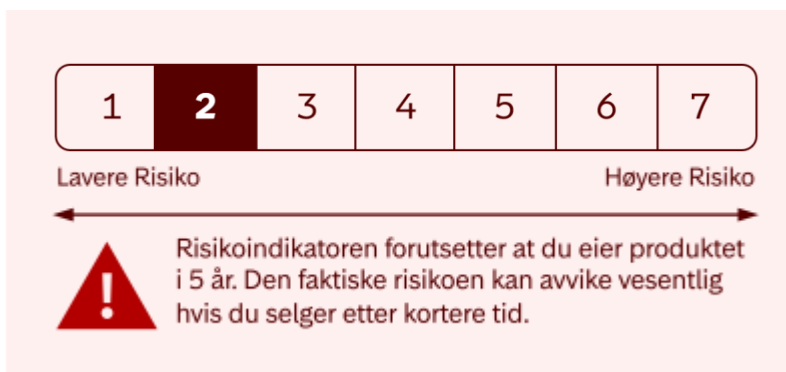 1 2 3 4 5 6 7
Lavere Risiko Høyere Risiko
!
Risikoindikatoren forutsetter at du eier produktet
i 5 år. Den faktiske risikoen kan avvike vesentlig
hvis du selger etter kortere tid.